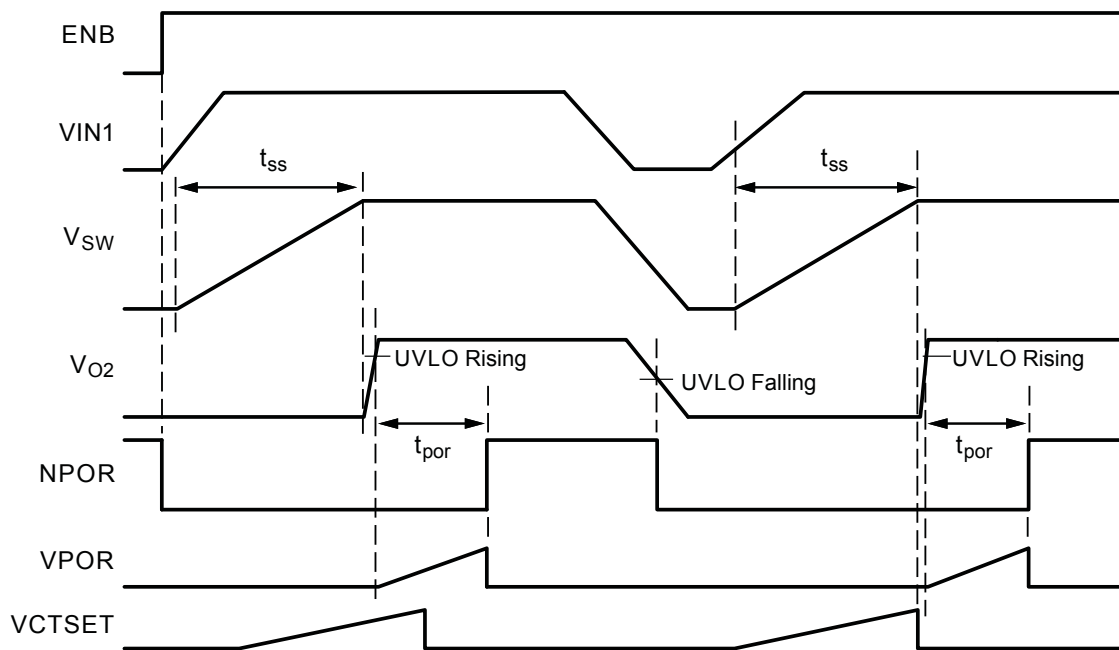 ENB
VIN1
tss
tss
VSW
VO2
UVLO Rising
UVLO Falling
UVLO Rising
tpor
tpor
NPOR
VPOR
VCTSET